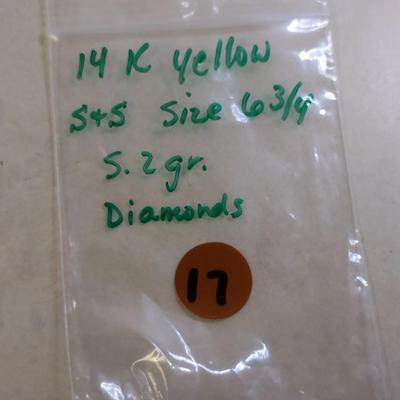 14 K yellow
S+S Size 6 3/4
5.2 gr.
Diamonds
17